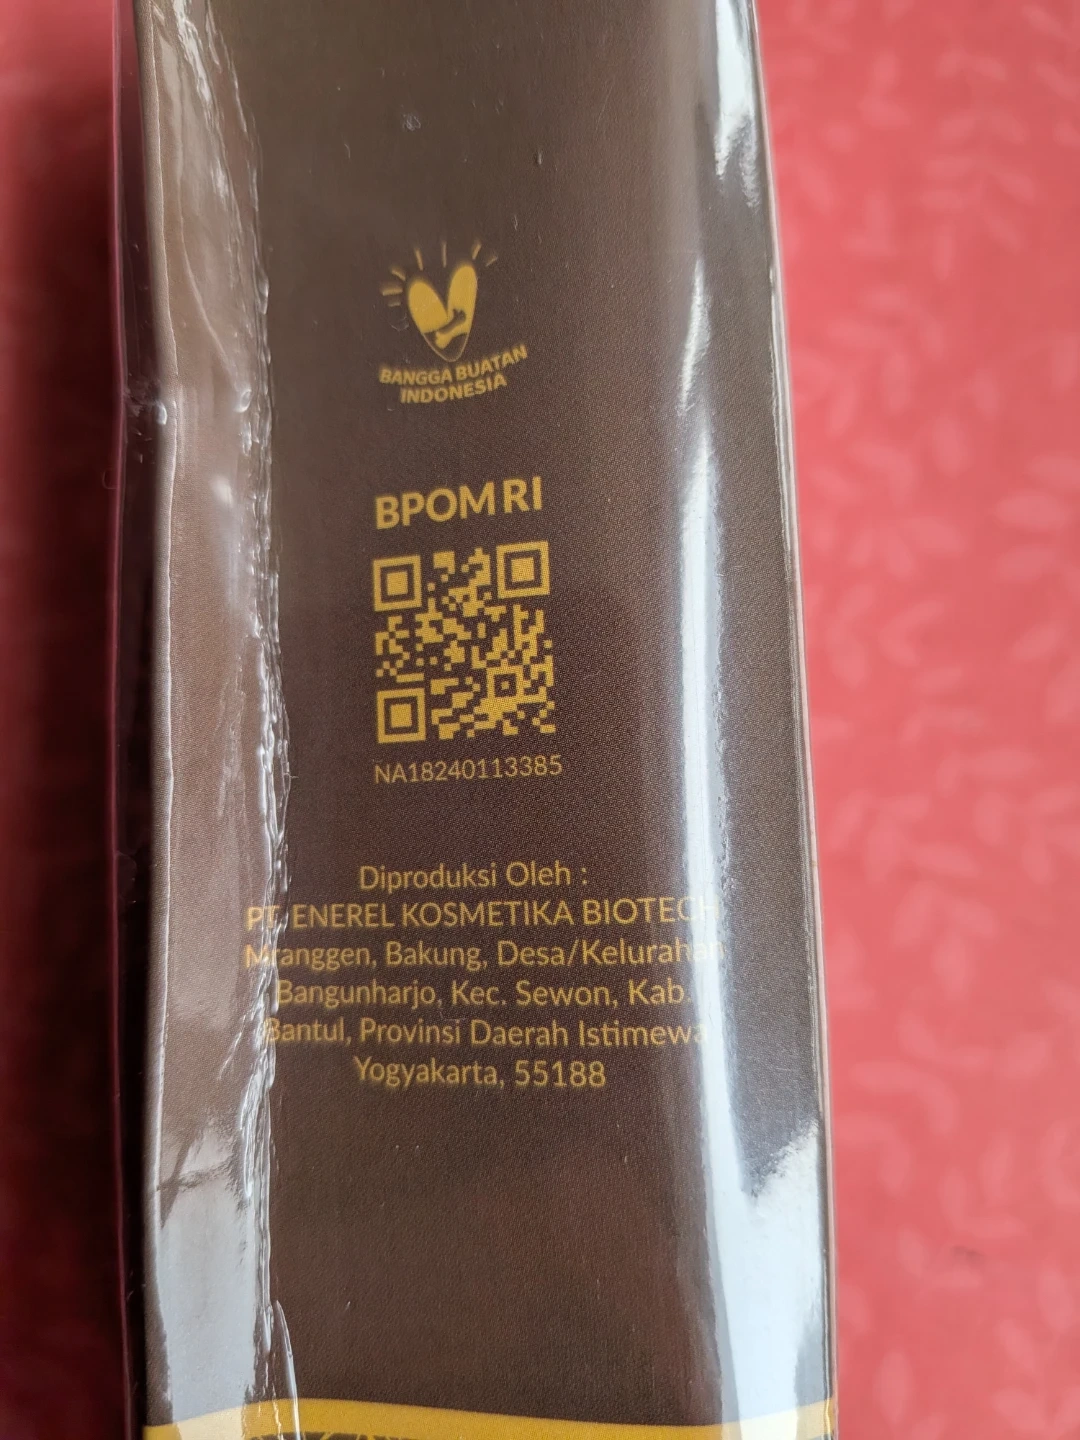 BANGGA BUATAN
INDONESIA
BPOM RI
NA18240113385
Diproduksi Oleh :
PT. ENEREL KOSMETIKA BIOTECH
Mranggen, Bakung, Desa/Kelurahan
Bangunharjo, Kec. Sewon, Kab.
Bantul, Provinsi Daerah Istimewa
Yogyakarta, 55188